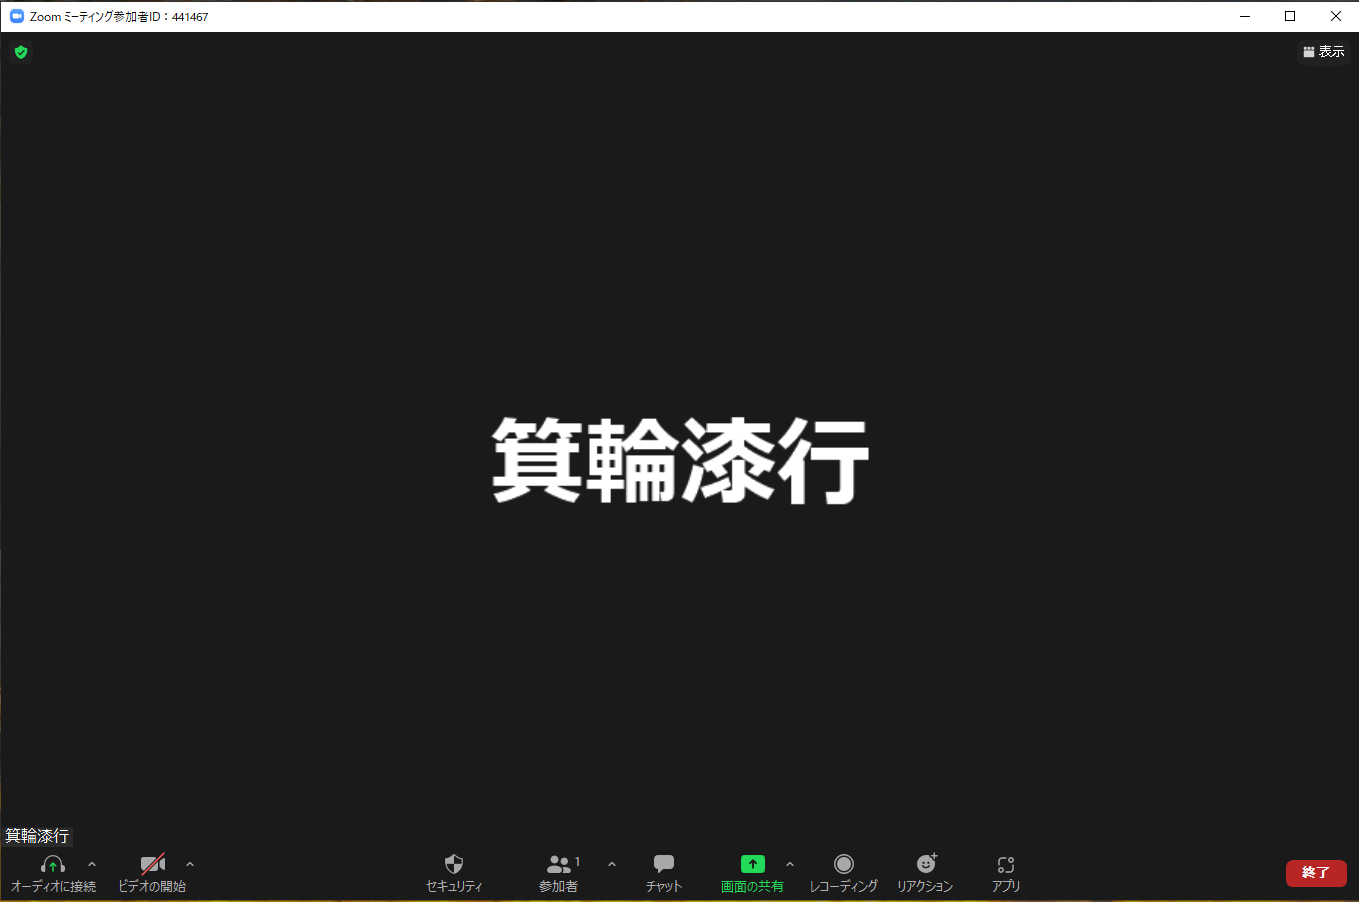 Zoom ミーティング参加者ID：441467
表示
箕輪漆行
箕輪漆行
オーディオに接続
ビデオの開始
セキュリティ
1
参加者
チャット
画面の共有
レコーディング
リアクション
アプリ
終了